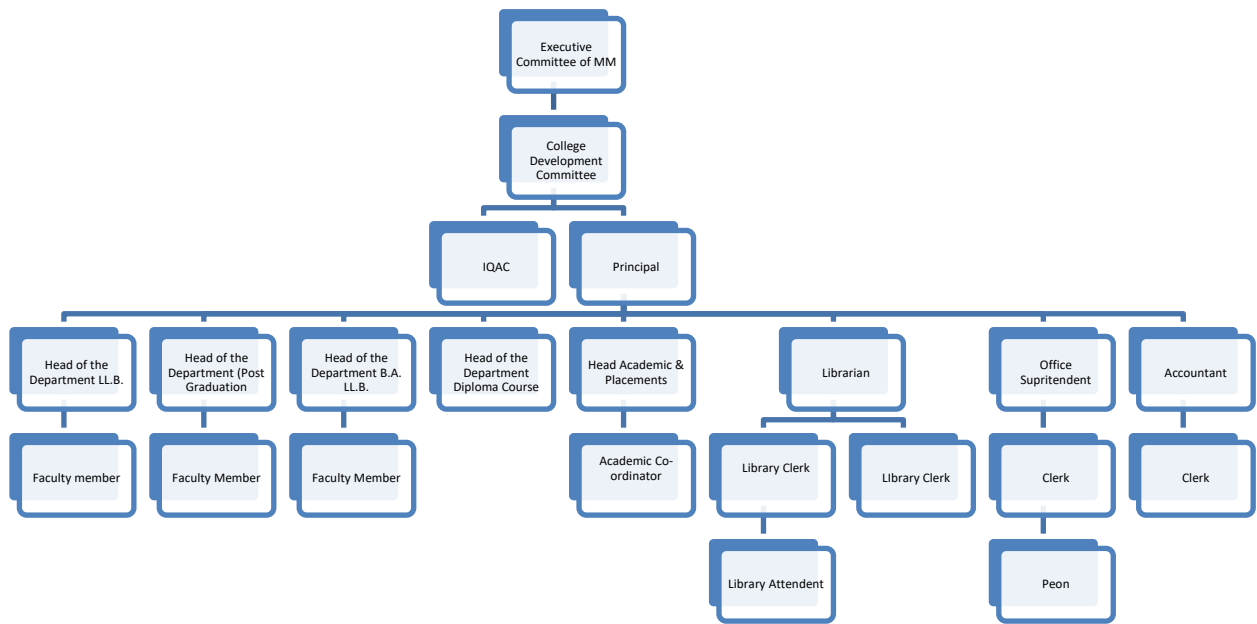 Executive
Committee of MM
College
Development
Committee
IQAC
Principal
Head of the
Department LL.B.
Head of the
Department (Post
Graduation
Head of the
Department B.A.
LL.B.
Head of the
Department
Diploma Course
Head Academic &
Placements
Librarian
Office
Supritendent
Accountant
Faculty member
Faculty Member
Faculty Member
Academic Co-
ordinator
Library Clerk
LIbrary Clerk
Clerk
Clerk
Library Attendent
Peon